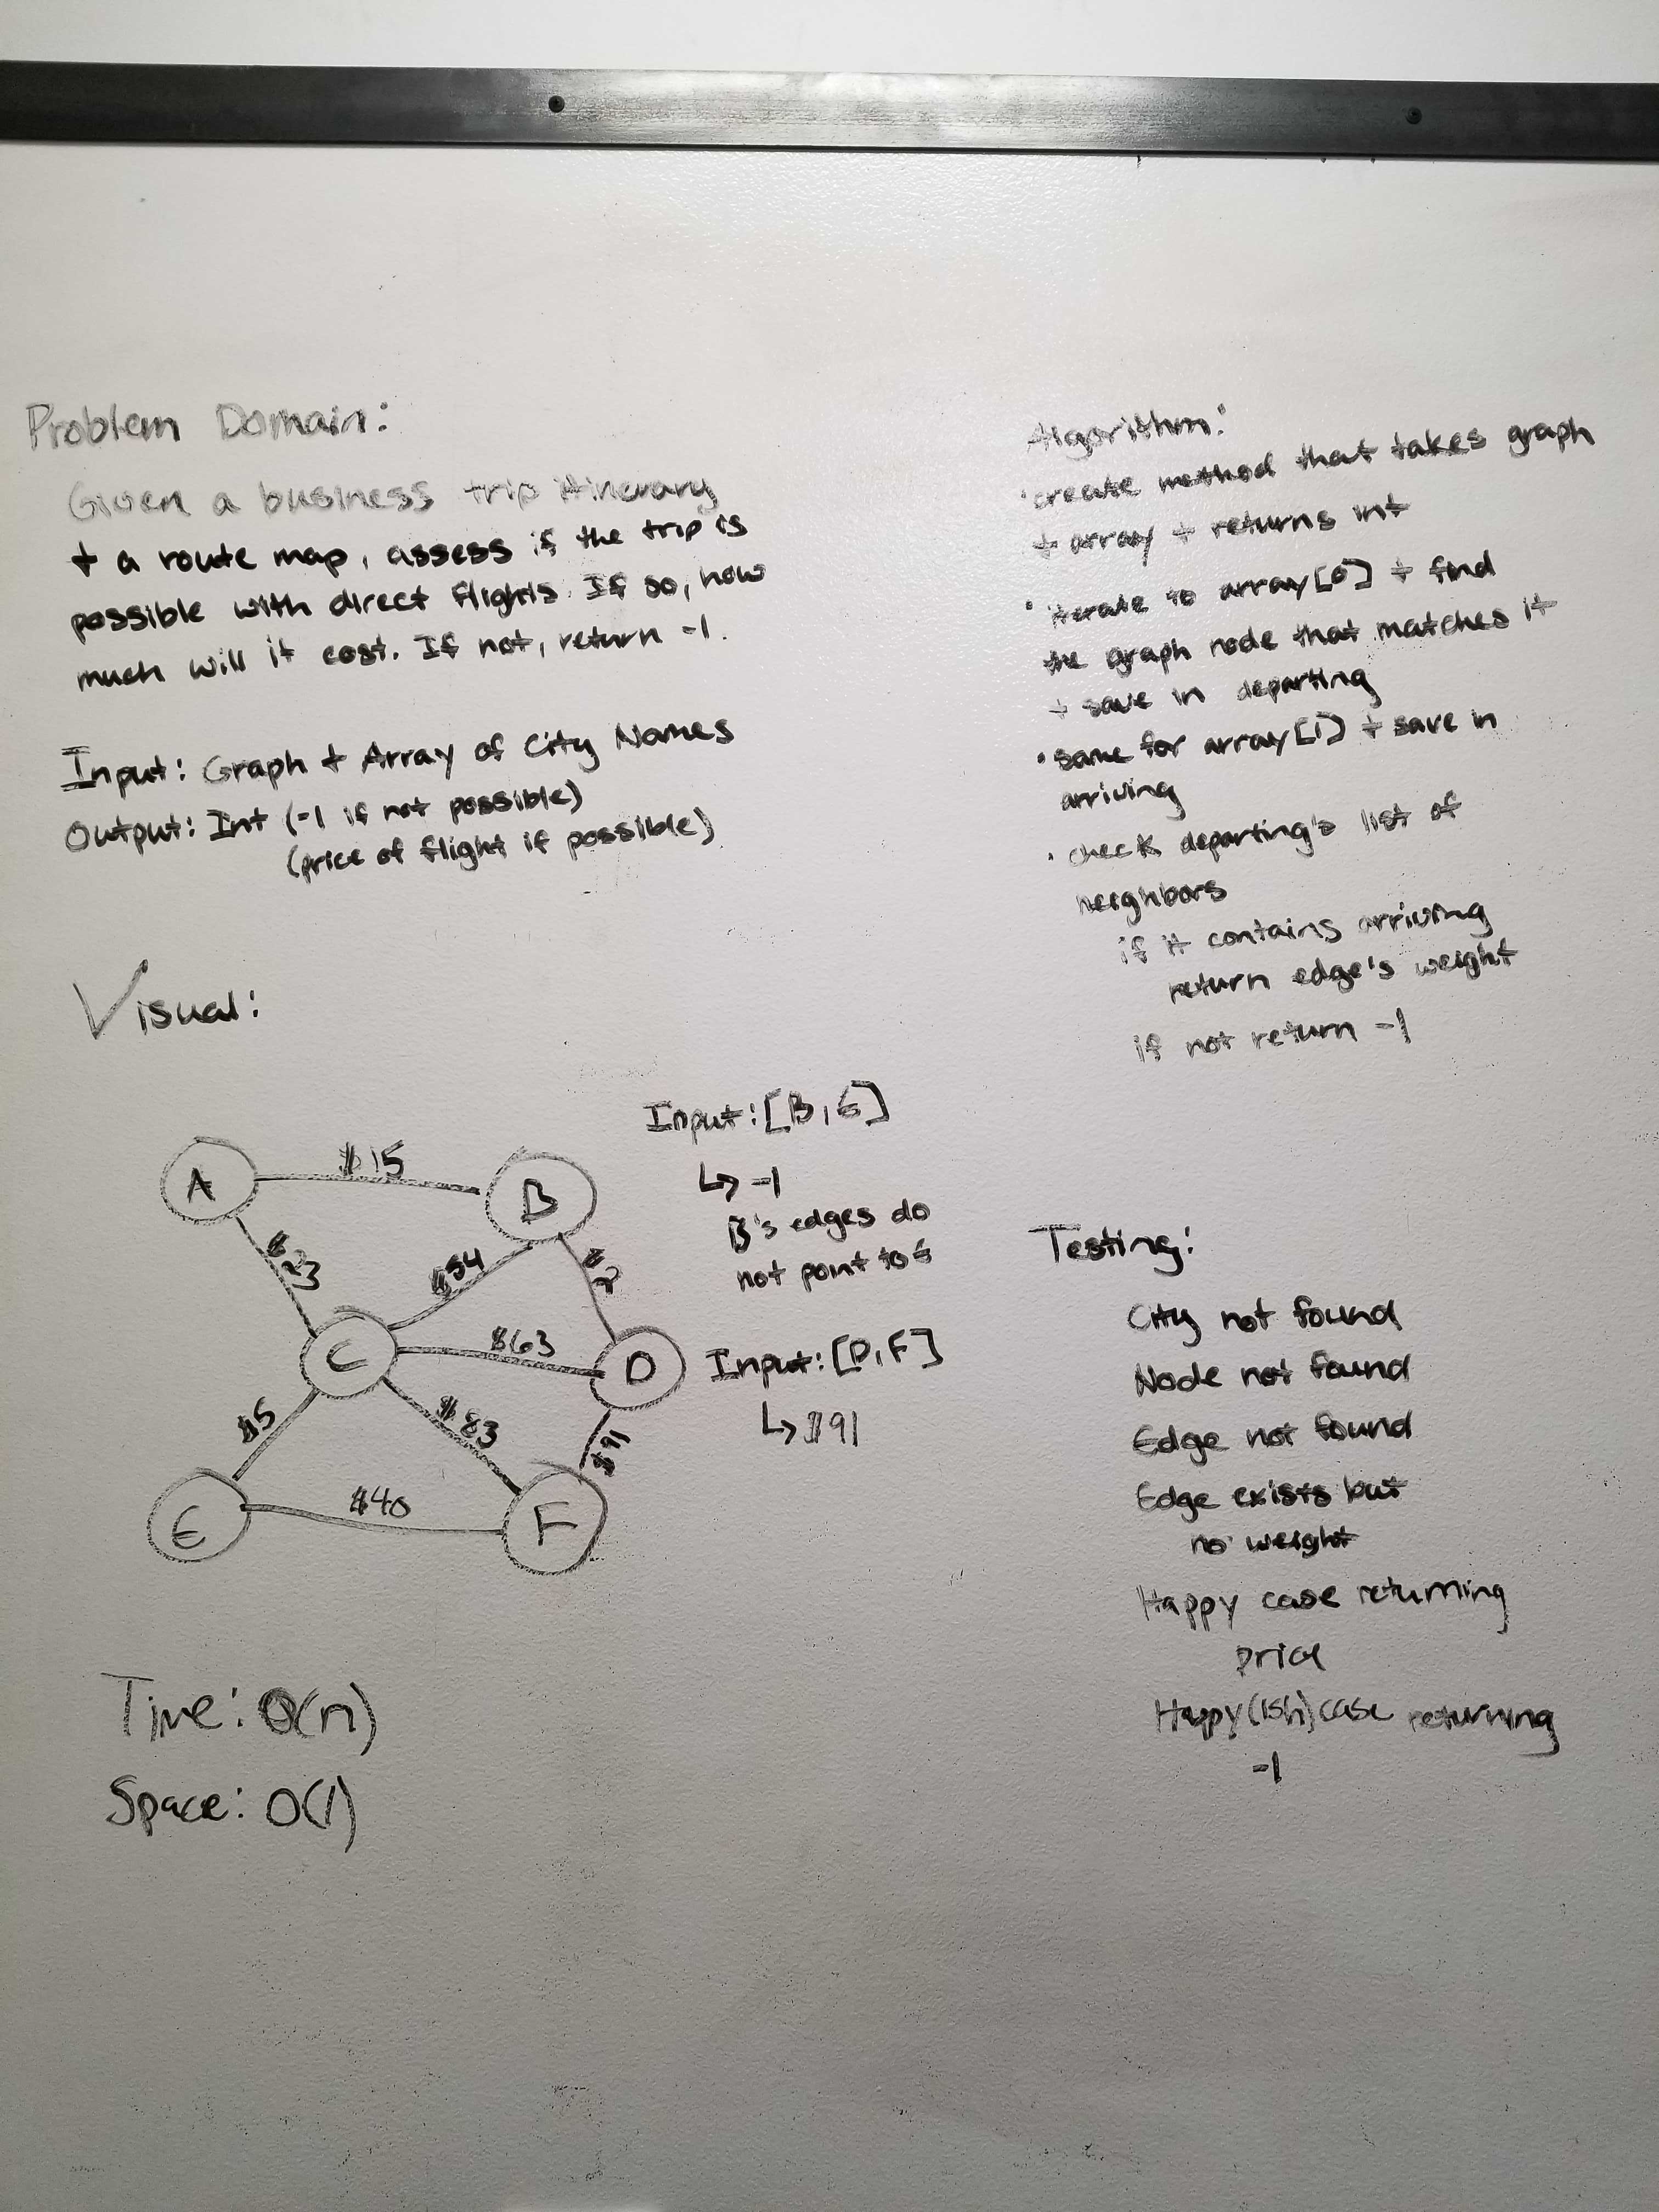 Problem Domain:
Given a business trip itinerary
+ a route map, assess if the trip is
possible with direct flights. If so, how
much will it cost. If not, return -1.
Input: Graph + Array of City Names
Output: Int (-1 if not possible)
(price of flight if possible)
Visual:
A
$15
B
$23
$54
$2
C
$63
D
$5
$83
$91
E
$40
F
Input: [B, E]
↳ -1
B's edges do
not point to E
Input: [D, F]
↳ $91
Time: O(n)
Space: O(1)
Algorithm:
• create method that takes graph
+ array + returns int
• iterate to array[0] + find
the graph node that matches it
+ save in departing
• same for array[1] + save in
arriving
• check departing's list of
neighbors
if it contains arriving
return edge's weight
if not return -1
Testing:
City not found
Node not found
Edge not found
Edge exists but
no weight
Happy case returning
price
Happy(ish) case returning
-1